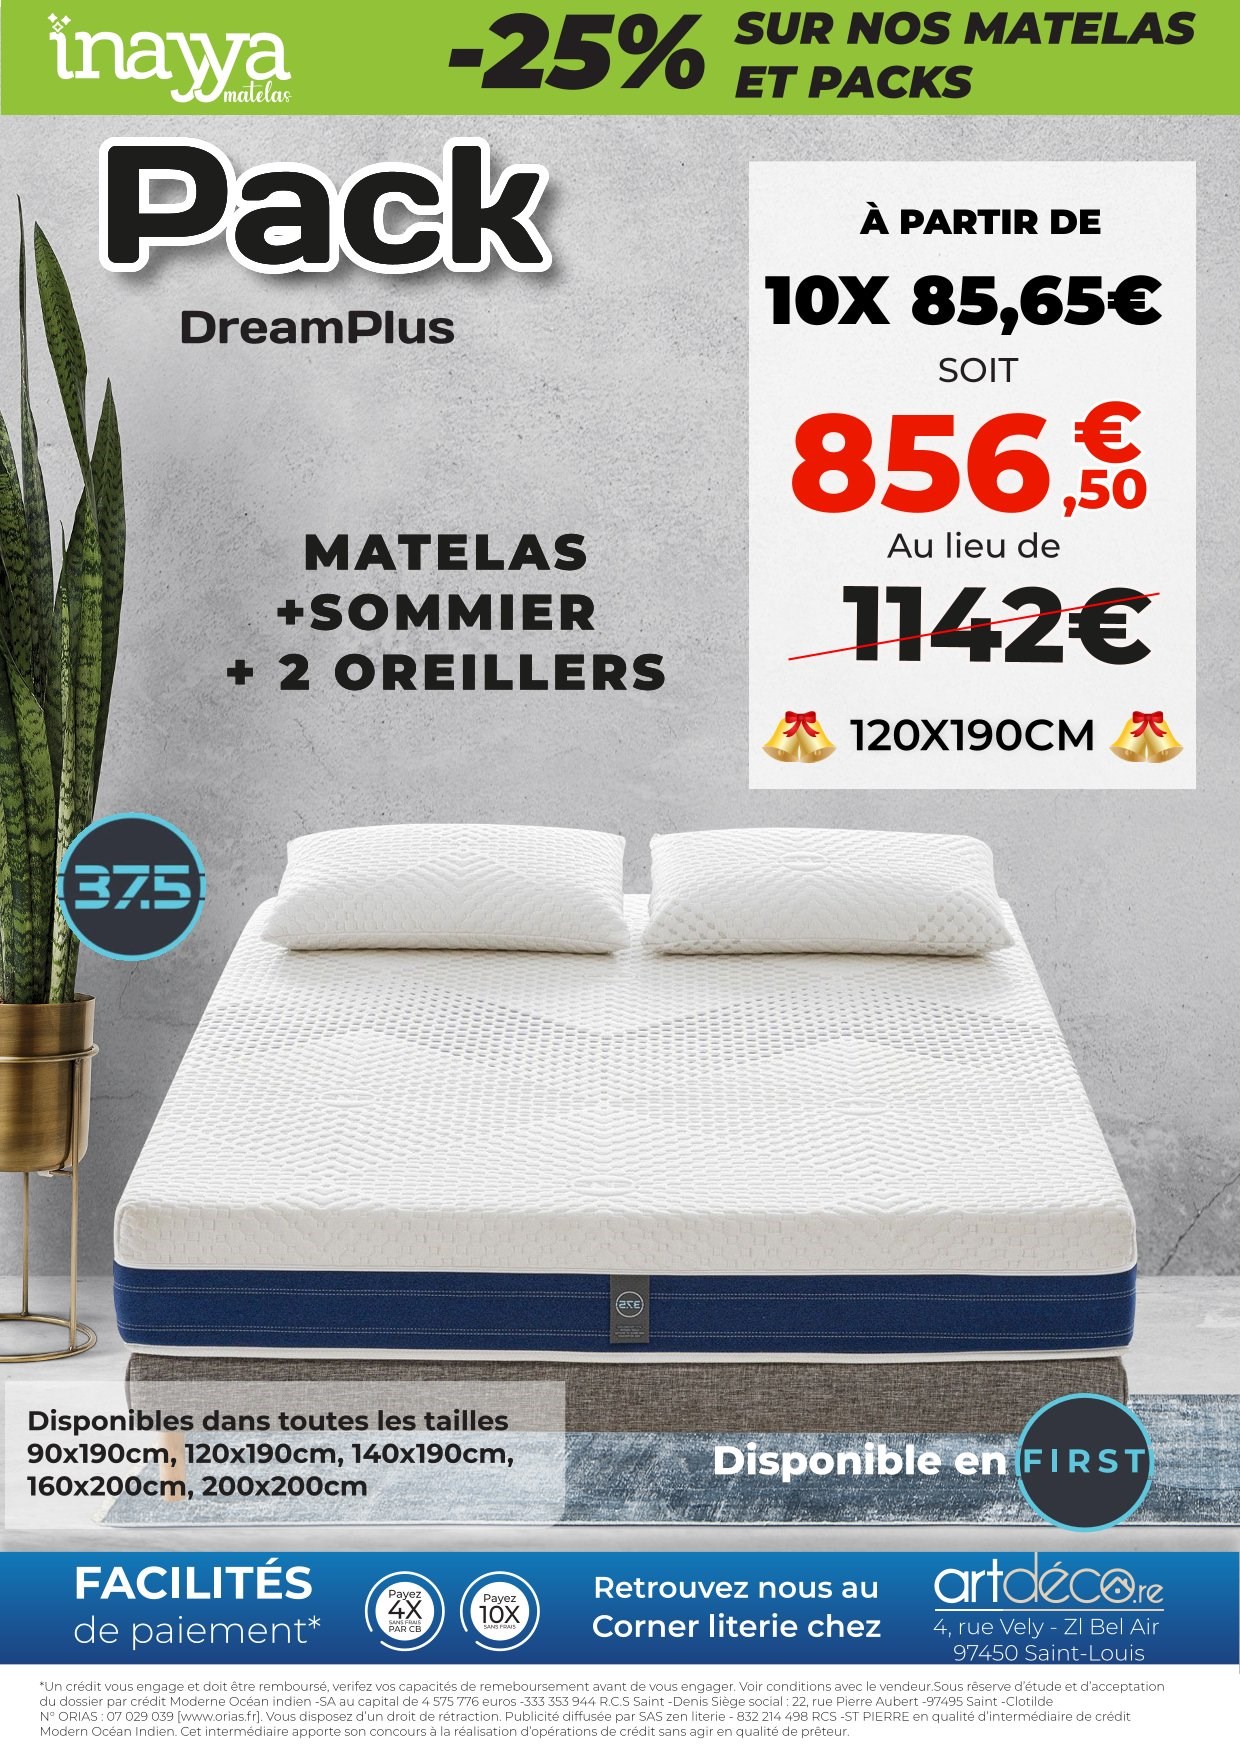 inayya
matelas
-25%
SUR NOS MATELAS
ET PACKS
Pack
DreamPlus
À PARTIR DE
10X 85,65€
SOIT
856,50€
Au lieu de
1142€
120X190CM
MATELAS
+SOMMIER
+ 2 OREILLERS
37.5
37.5
Disponibles dans toutes les tailles
90x190cm, 120x190cm, 140x190cm,
160x200cm, 200x200cm
Disponible en FIRST
FACILITÉS
de paiement*
Payez
4X
SANS FRAIS
PAR CB
Payez
10X
SANS FRAIS
Retrouvez nous au
Corner literie chez
artdéco.re
4, rue Vely - ZI Bel Air
97450 Saint-Louis
*Un crédit vous engage et doit être remboursé, verifez vos capacités de remeboursement avant de vous engager. Voir conditions avec le vendeur.Sous rêserve d'étude et d'acceptation
du dossier par crédit Moderne Océan indien -SA au capital de 4 575 776 euros -333 353 944 R.C.S Saint -Denis Siège social : 22, rue Pierre Aubert -97495 Saint -Clotilde
N° ORIAS : 07 029 039 [www.orias.fr]. Vous disposez d'un droit de rétraction. Publicité diffusée par SAS zen literie - 832 214 498 RCS -ST PIERRE en qualité d'intermédiaire de crédit
Modern Océan Indien. Cet intermédiaire apporte son concours à la réalisation d'opérations de crédit sans agir en qualité de prêteur.